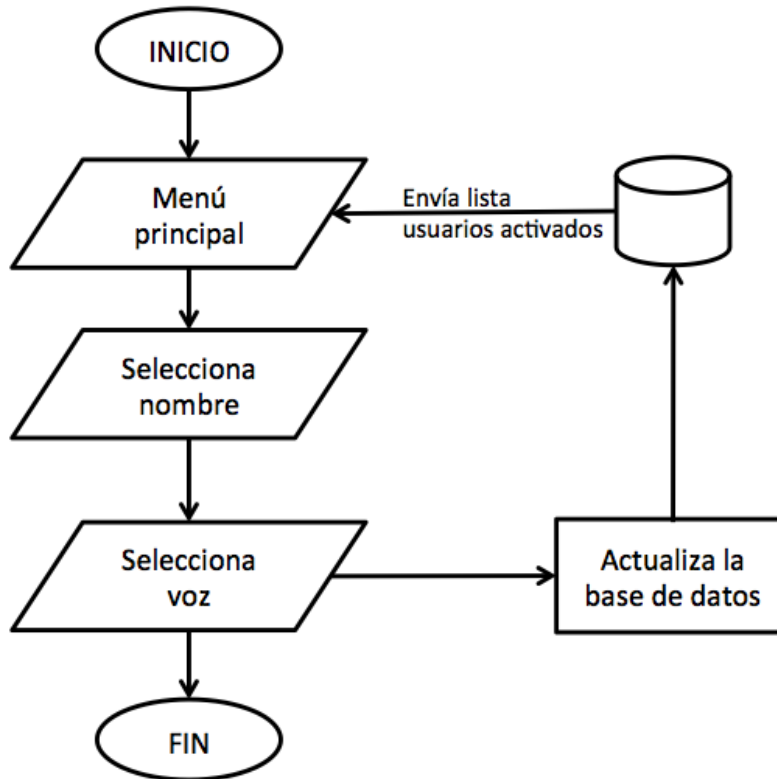 INICIO
Menú
principal
Envía lista
usuarios activados
Selecciona
nombre
Selecciona
voz
Actualiza la
base de datos
FIN